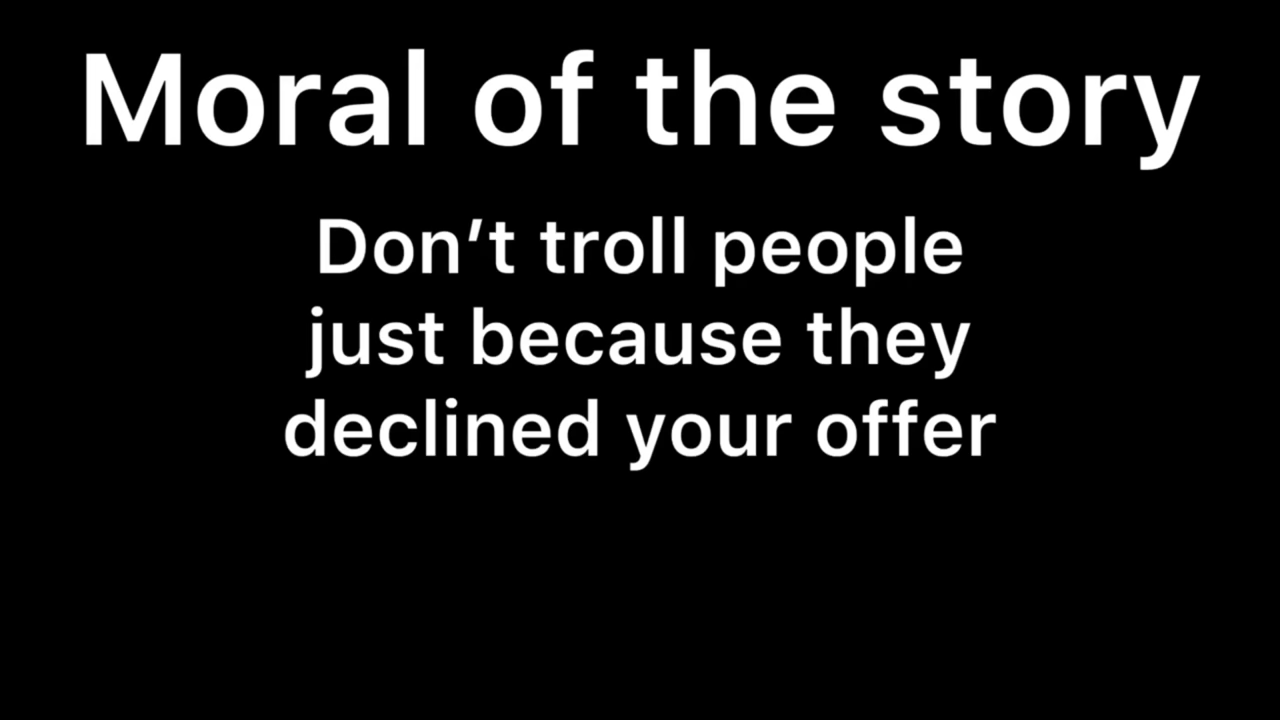 Moral of the story
Don’t troll people
just because they
declined your offer